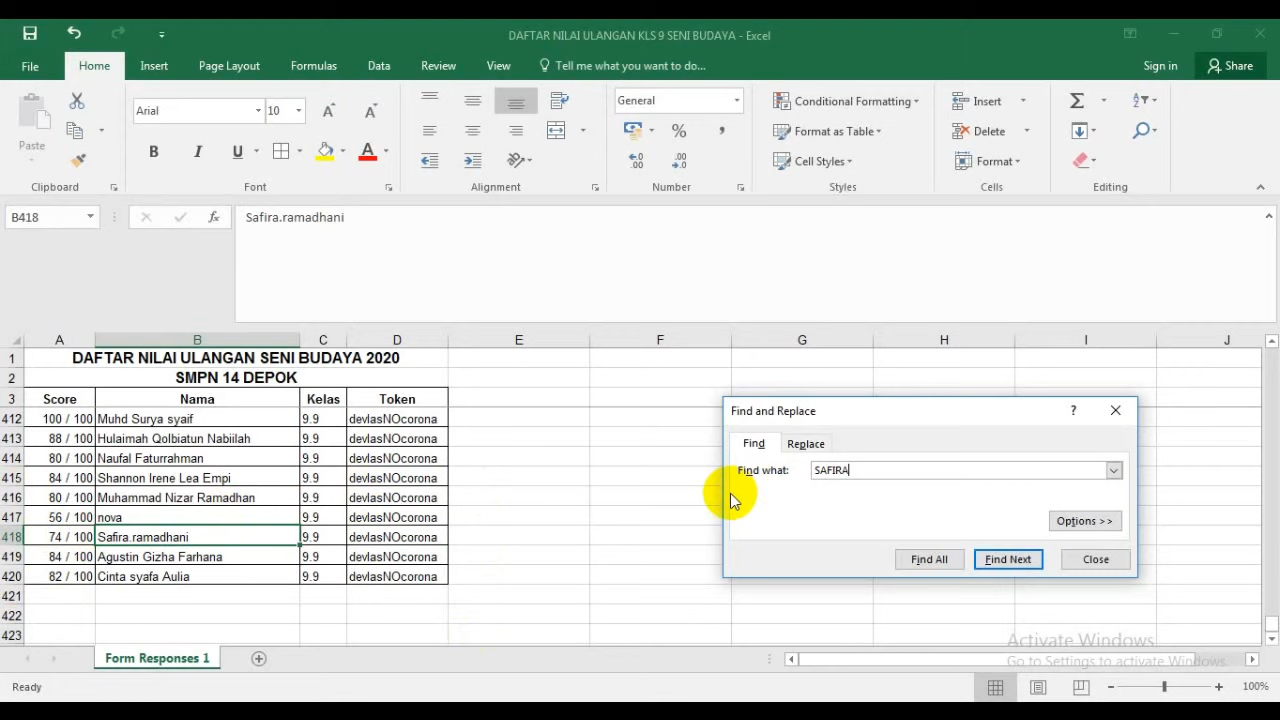 DAFTAR NILAI ULANGAN KLS 9 SENI BUDAYA - Excel
File Home Insert Page Layout Formulas Data Review View Tell me what you want to do... Sign in Share
Arial 10 General Conditional Formatting Insert
Paste B I U A % , Format as Table Delete
Cell Styles Format
Clipboard Font Alignment Number Styles Cells Editing
B418 fx Safira.ramadhani
A B C D E F G H I J
1 DAFTAR NILAI ULANGAN SENI BUDAYA 2020
2 SMPN 14 DEPOK
3 Score Nama Kelas Token
412 100 / 100 Muhd Surya syaif 9.9 devlasNOcorona
413 88 / 100 Hulaimah Qolbiatun Nabiilah 9.9 devlasNOcorona
414 80 / 100 Naufal Faturrahman 9.9 devlasNOcorona
415 84 / 100 Shannon Irene Lea Empi 9.9 devlasNOcorona
416 80 / 100 Muhammad Nizar Ramadhan 9.9 devlasNOcorona
417 56 / 100 nova 9.9 devlasNOcorona
418 74 / 100 Safira.ramadhani 9.9 devlasNOcorona
419 84 / 100 Agustin Gizha Farhana 9.9 devlasNOcorona
420 82 / 100 Cinta syafa Aulia 9.9 devlasNOcorona
421
422
423
Find and Replace ?
Find Replace
Find what: SAFIRA
Options >>
Find All Find Next Close
Activate Windows
Go to Settings to activate Windows.
Form Responses 1
Ready 100%